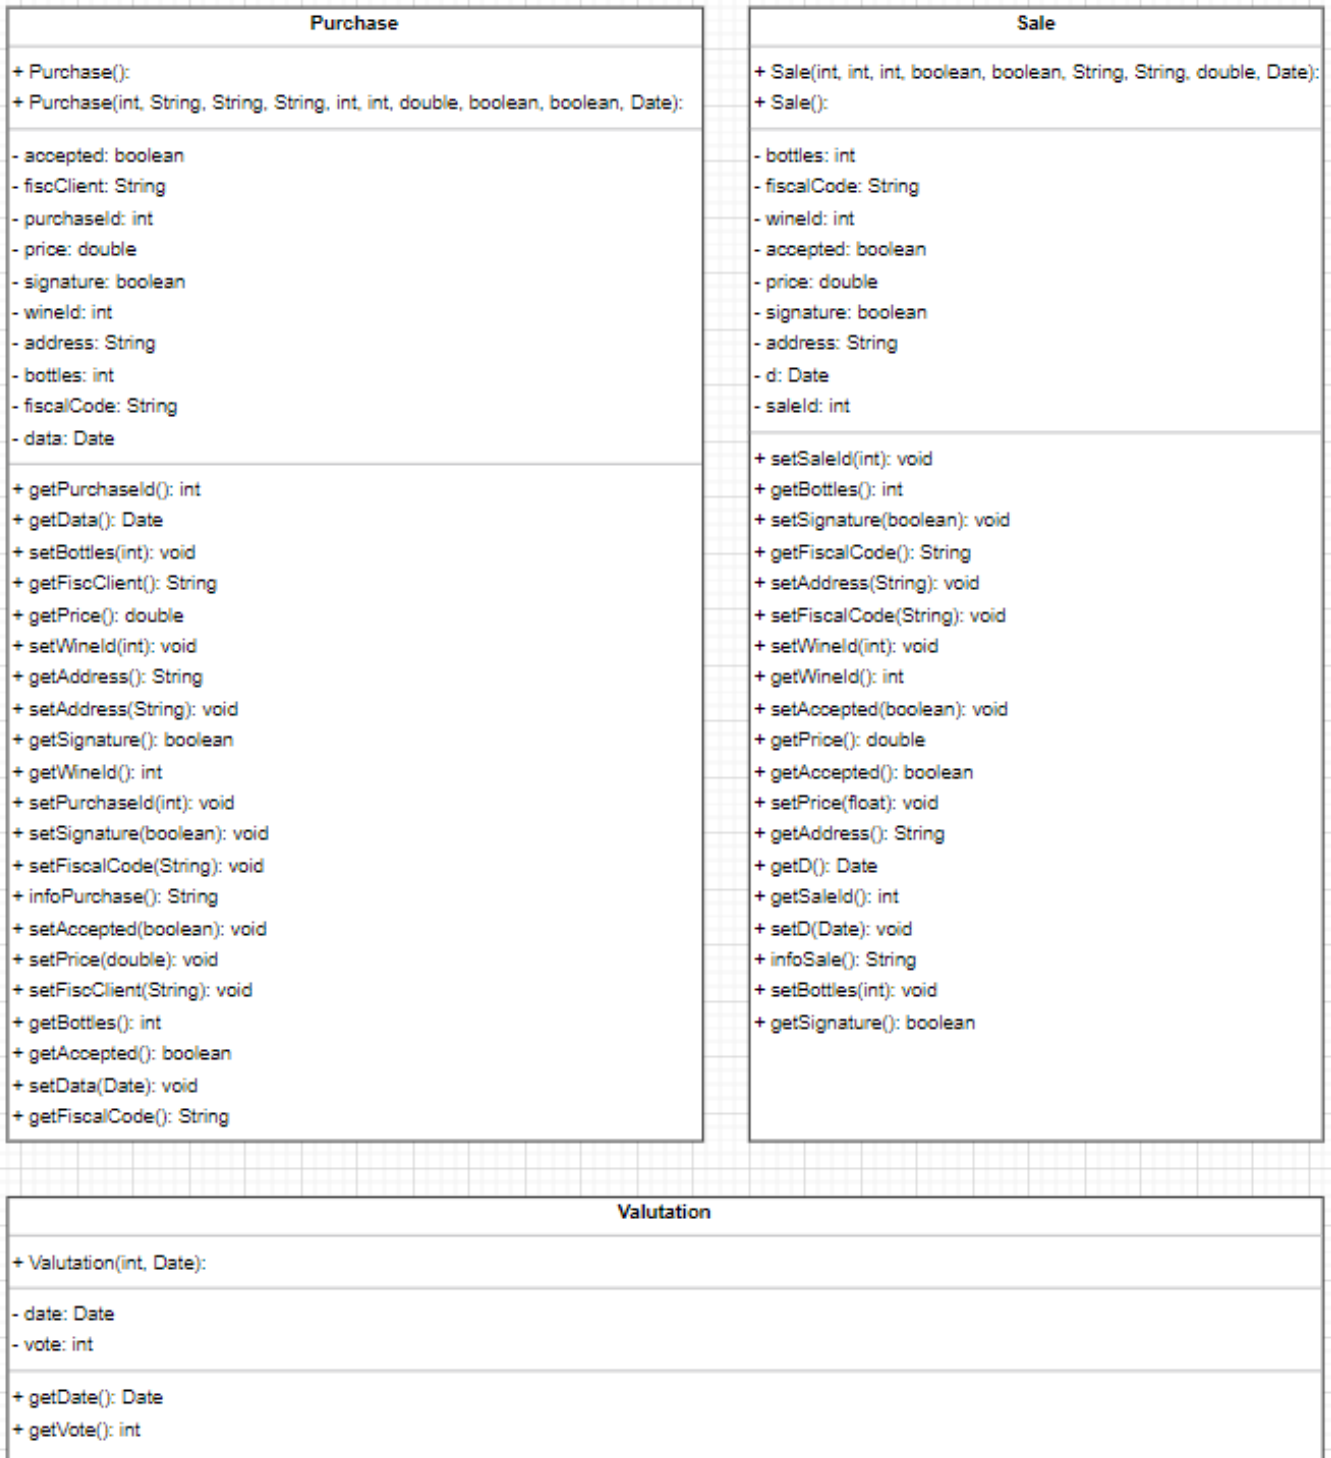 Purchase
+ Purchase():
+ Purchase(int, String, String, String, int, int, double, boolean, boolean, Date):
- accepted: boolean
- fiscClient: String
- purchaseId: int
- price: double
- signature: boolean
- wineId: int
- address: String
- bottles: int
- fiscalCode: String
- data: Date
+ getPurchaseId(): int
+ getData(): Date
+ setBottles(int): void
+ getFiscClient(): String
+ getPrice(): double
+ setWineId(int): void
+ getAddress(): String
+ setAddress(String): void
+ getSignature(): boolean
+ getWineId(): int
+ setPurchaseId(int): void
+ setSignature(boolean): void
+ setFiscalCode(String): void
+ infoPurchase(): String
+ setAccepted(boolean): void
+ setPrice(double): void
+ setFiscClient(String): void
+ getBottles(): int
+ getAccepted(): boolean
+ setData(Date): void
+ getFiscalCode(): String
Sale
+ Sale(int, int, int, boolean, boolean, String, String, double, Date):
+ Sale():
- bottles: int
- fiscalCode: String
- wineId: int
- accepted: boolean
- price: double
- signature: boolean
- address: String
- d: Date
- saleId: int
+ setSaleId(int): void
+ getBottles(): int
+ setSignature(boolean): void
+ getFiscalCode(): String
+ setAddress(String): void
+ setFiscalCode(String): void
+ setWineId(int): void
+ getWineId(): int
+ setAccepted(boolean): void
+ getPrice(): double
+ getAccepted(): boolean
+ setPrice(float): void
+ getAddress(): String
+ getD(): Date
+ getSaleId(): int
+ setD(Date): void
+ infoSale(): String
+ setBottles(int): void
+ getSignature(): boolean
Valutation
+ Valutation(int, Date):
- date: Date
- vote: int
+ getDate(): Date
+ getVote(): int